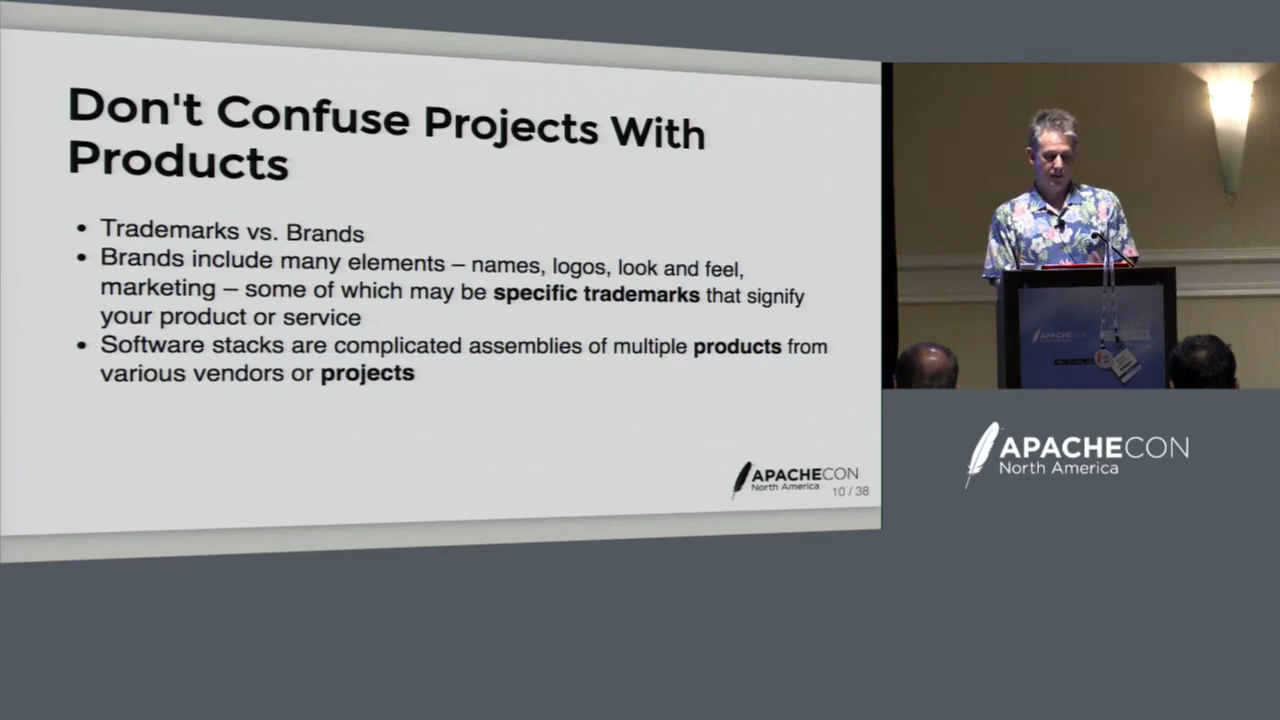 Don't Confuse Projects With
Products
• Trademarks vs. Brands
• Brands include many elements – names, logos, look and feel,
marketing – some of which may be specific trademarks that signify
your product or service
• Software stacks are complicated assemblies of multiple products from
various vendors or projects
APACHECON
North America
10 / 38
APACHECON
APACHECON
North America